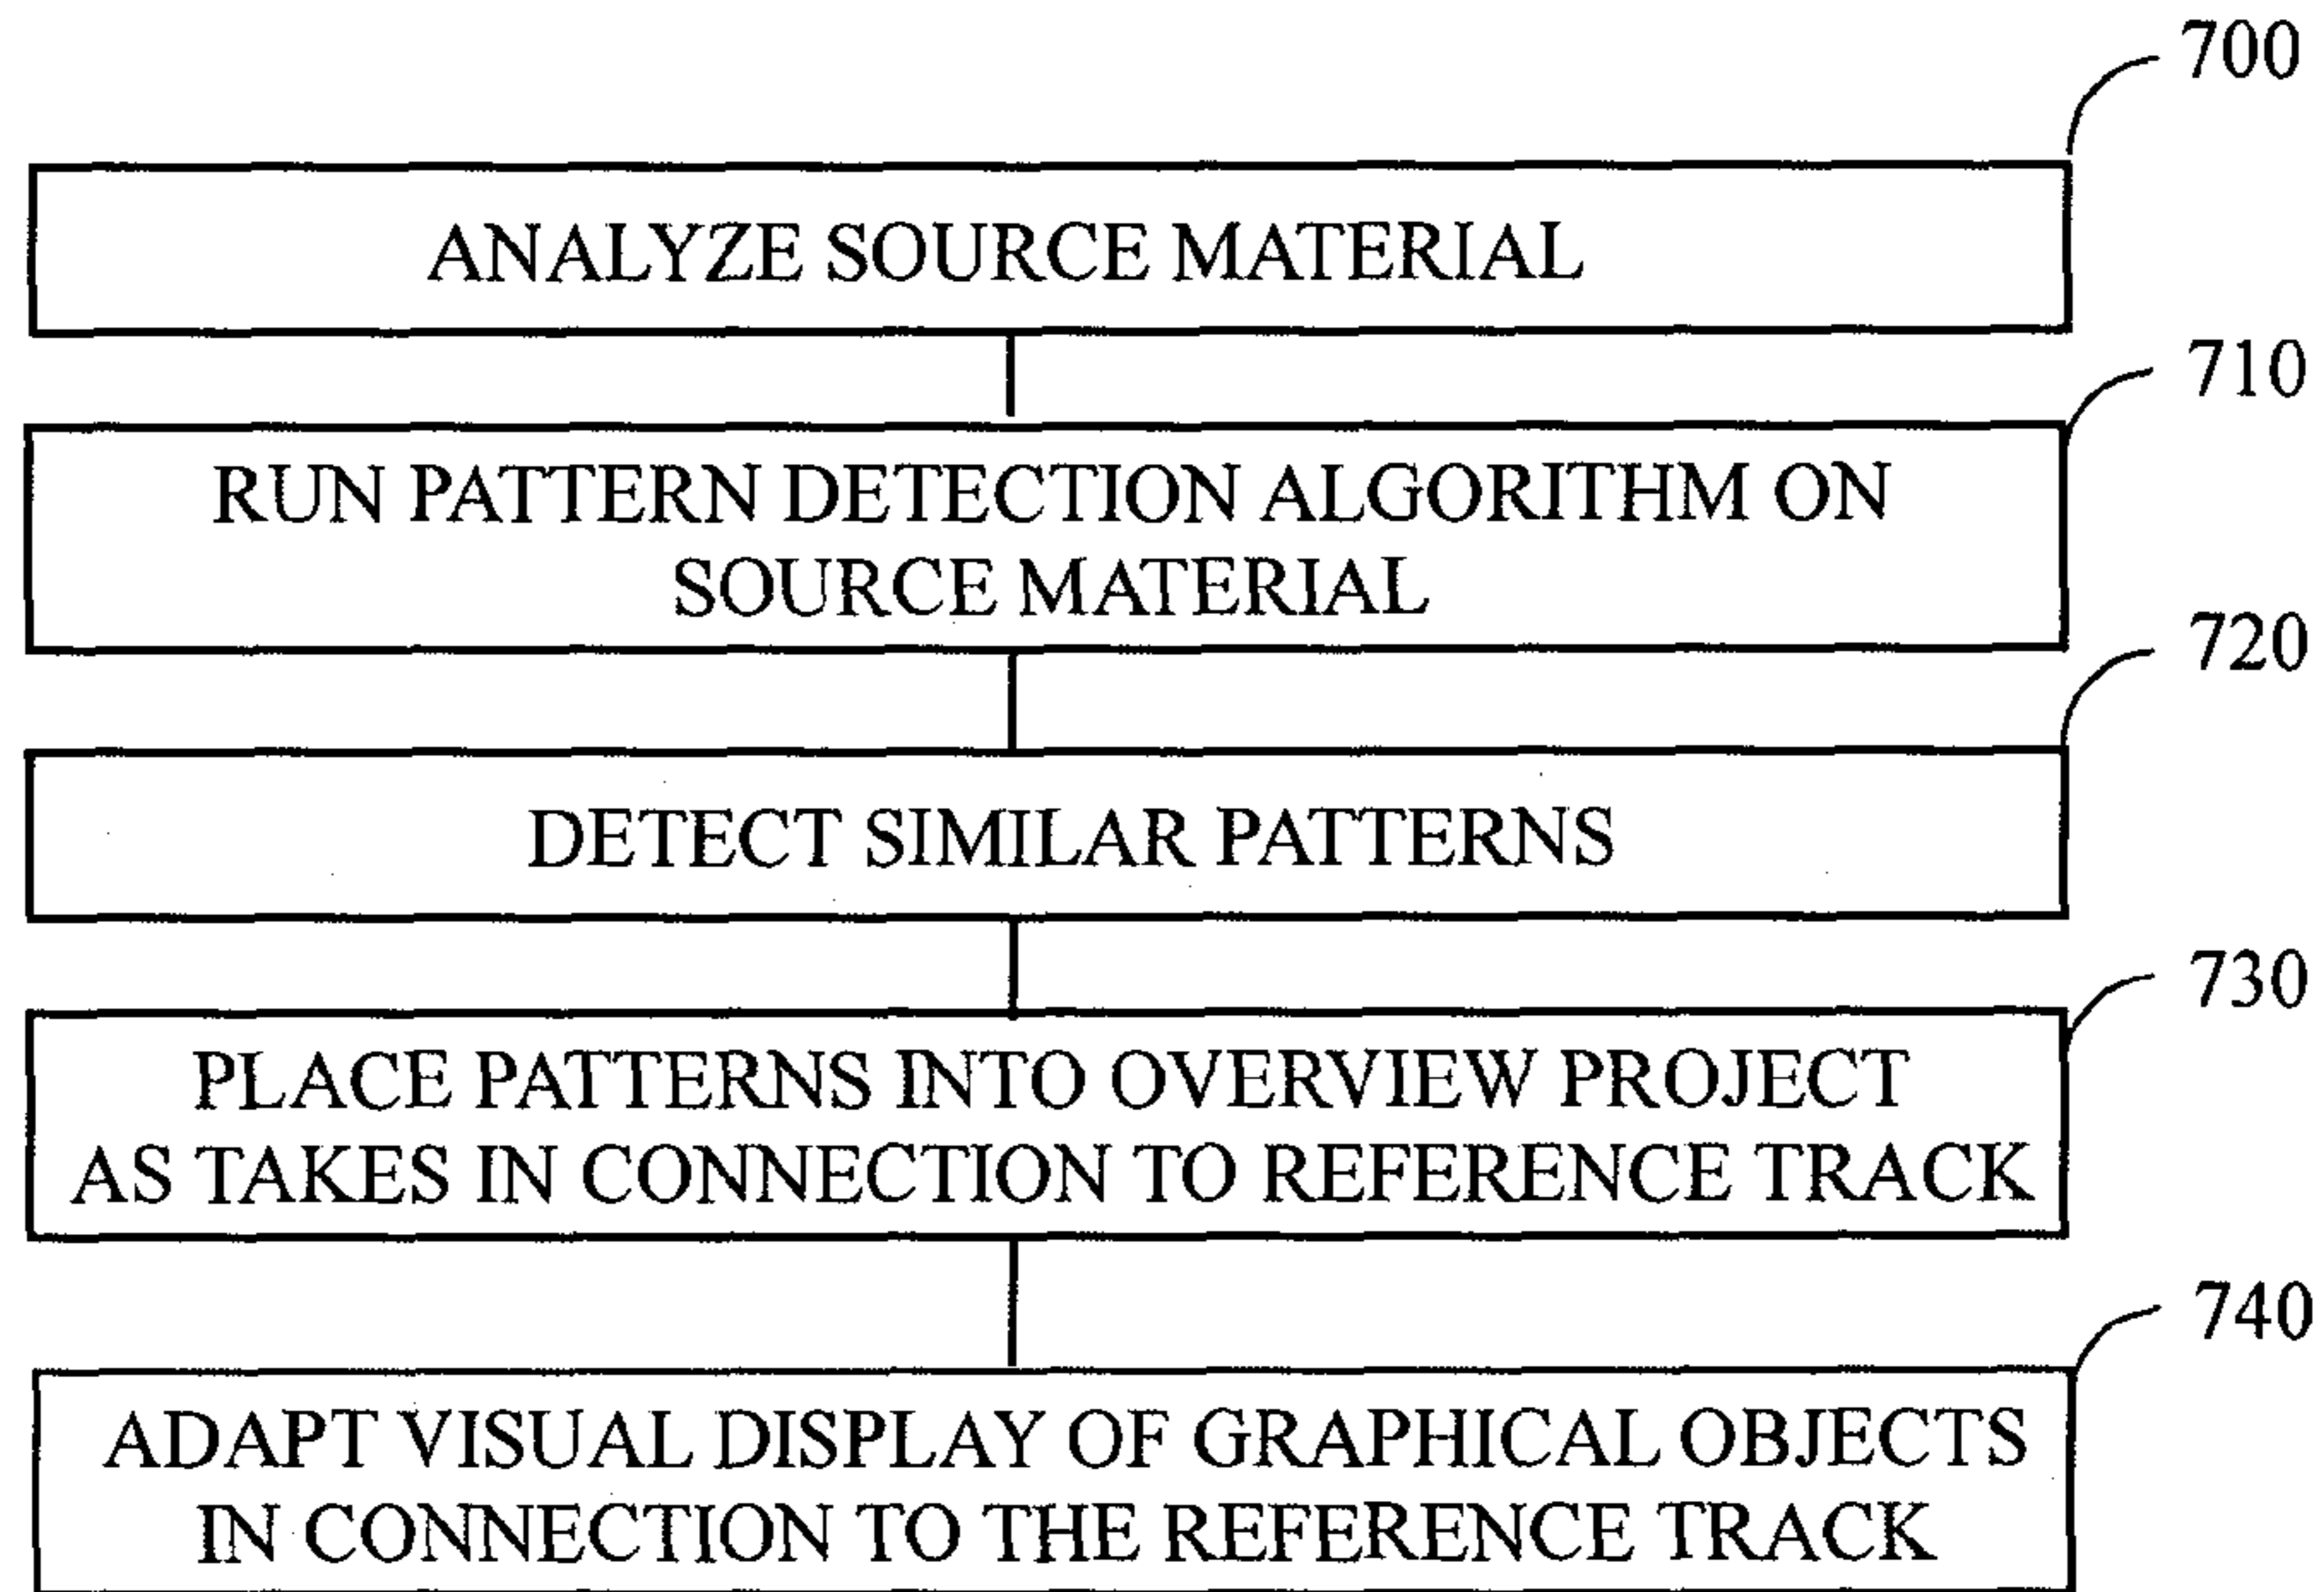 700
ANALYZE SOURCE MATERIAL
710
RUN PATTERN DETECTION ALGORITHM ON
SOURCE MATERIAL
720
DETECT SIMILAR PATTERNS
730
PLACE PATTERNS INTO OVERVIEW PROJECT
AS TAKES IN CONNECTION TO REFERENCE TRACK
740
ADAPT VISUAL DISPLAY OF GRAPHICAL OBJECTS
IN CONNECTION TO THE REFERENCE TRACK